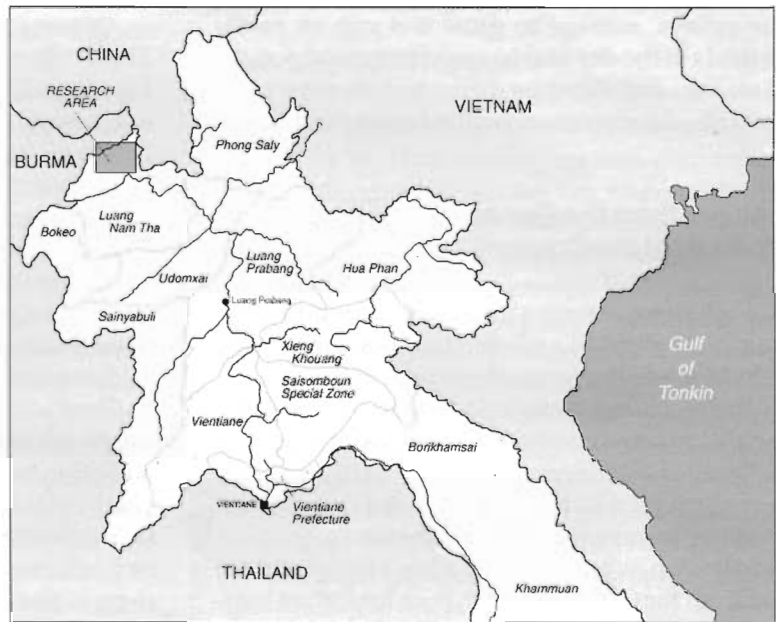 CHINA
RESEARCH
AREA
VIETNAM
BURMA
Phong Saly
Luang
Nam Tha
Bokeo
Luang
Prabang
Hua Phan
Udomxai
Luang Prabang
Sainyabuli
Xieng
Khouang
Gulf
of
Tonkin
Saisomboun
Special Zone
Vientiane
Borikhamsai
VIENTIANE
Vientiane
Prefecture
THAILAND
Khammuan